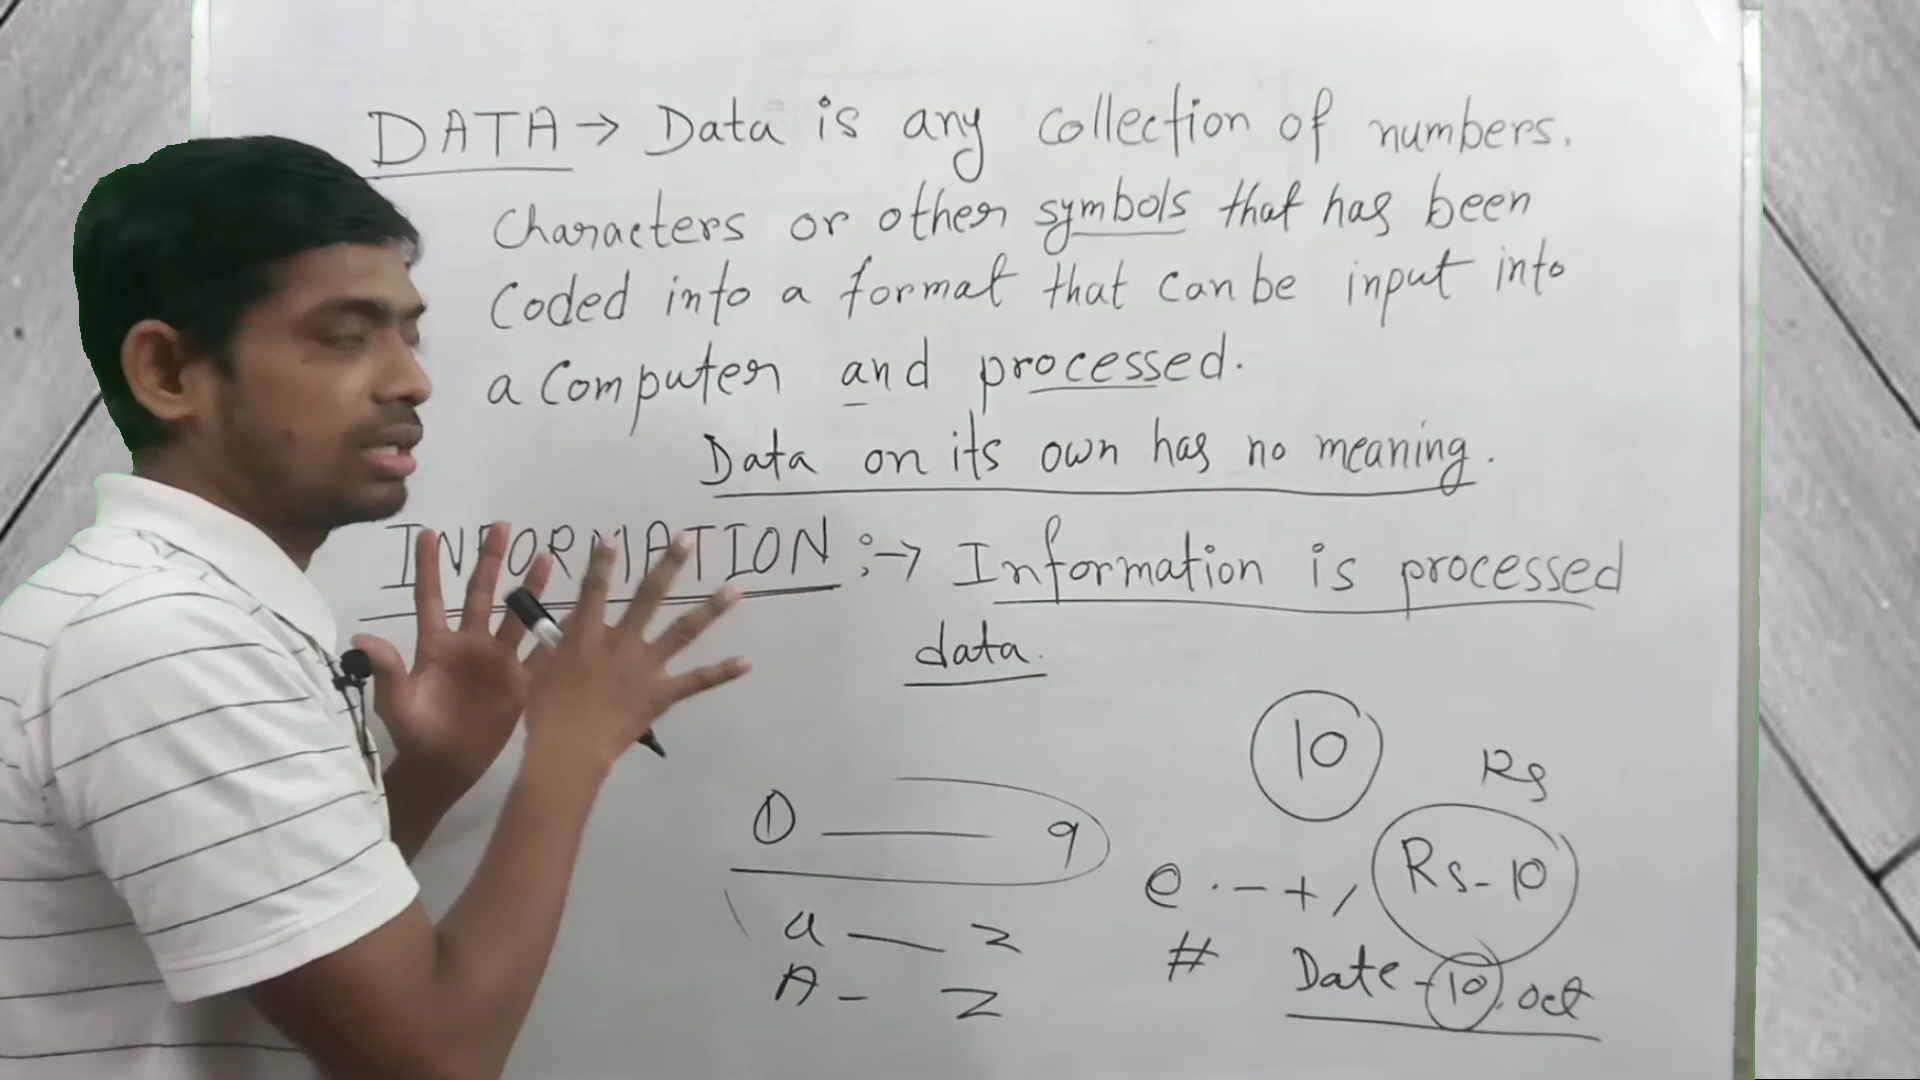 DATA → Data is any collection of numbers.
Characters or other symbols that has been
Coded into a format that can be input into
a Computer and processed.
Data on its own has no meaning.
INFORMATION :→ Information is processed
data.
10
Rs
0 — 9
Rs-10
@ . - + /
a — z
#
Date - 10. oct
A - Z